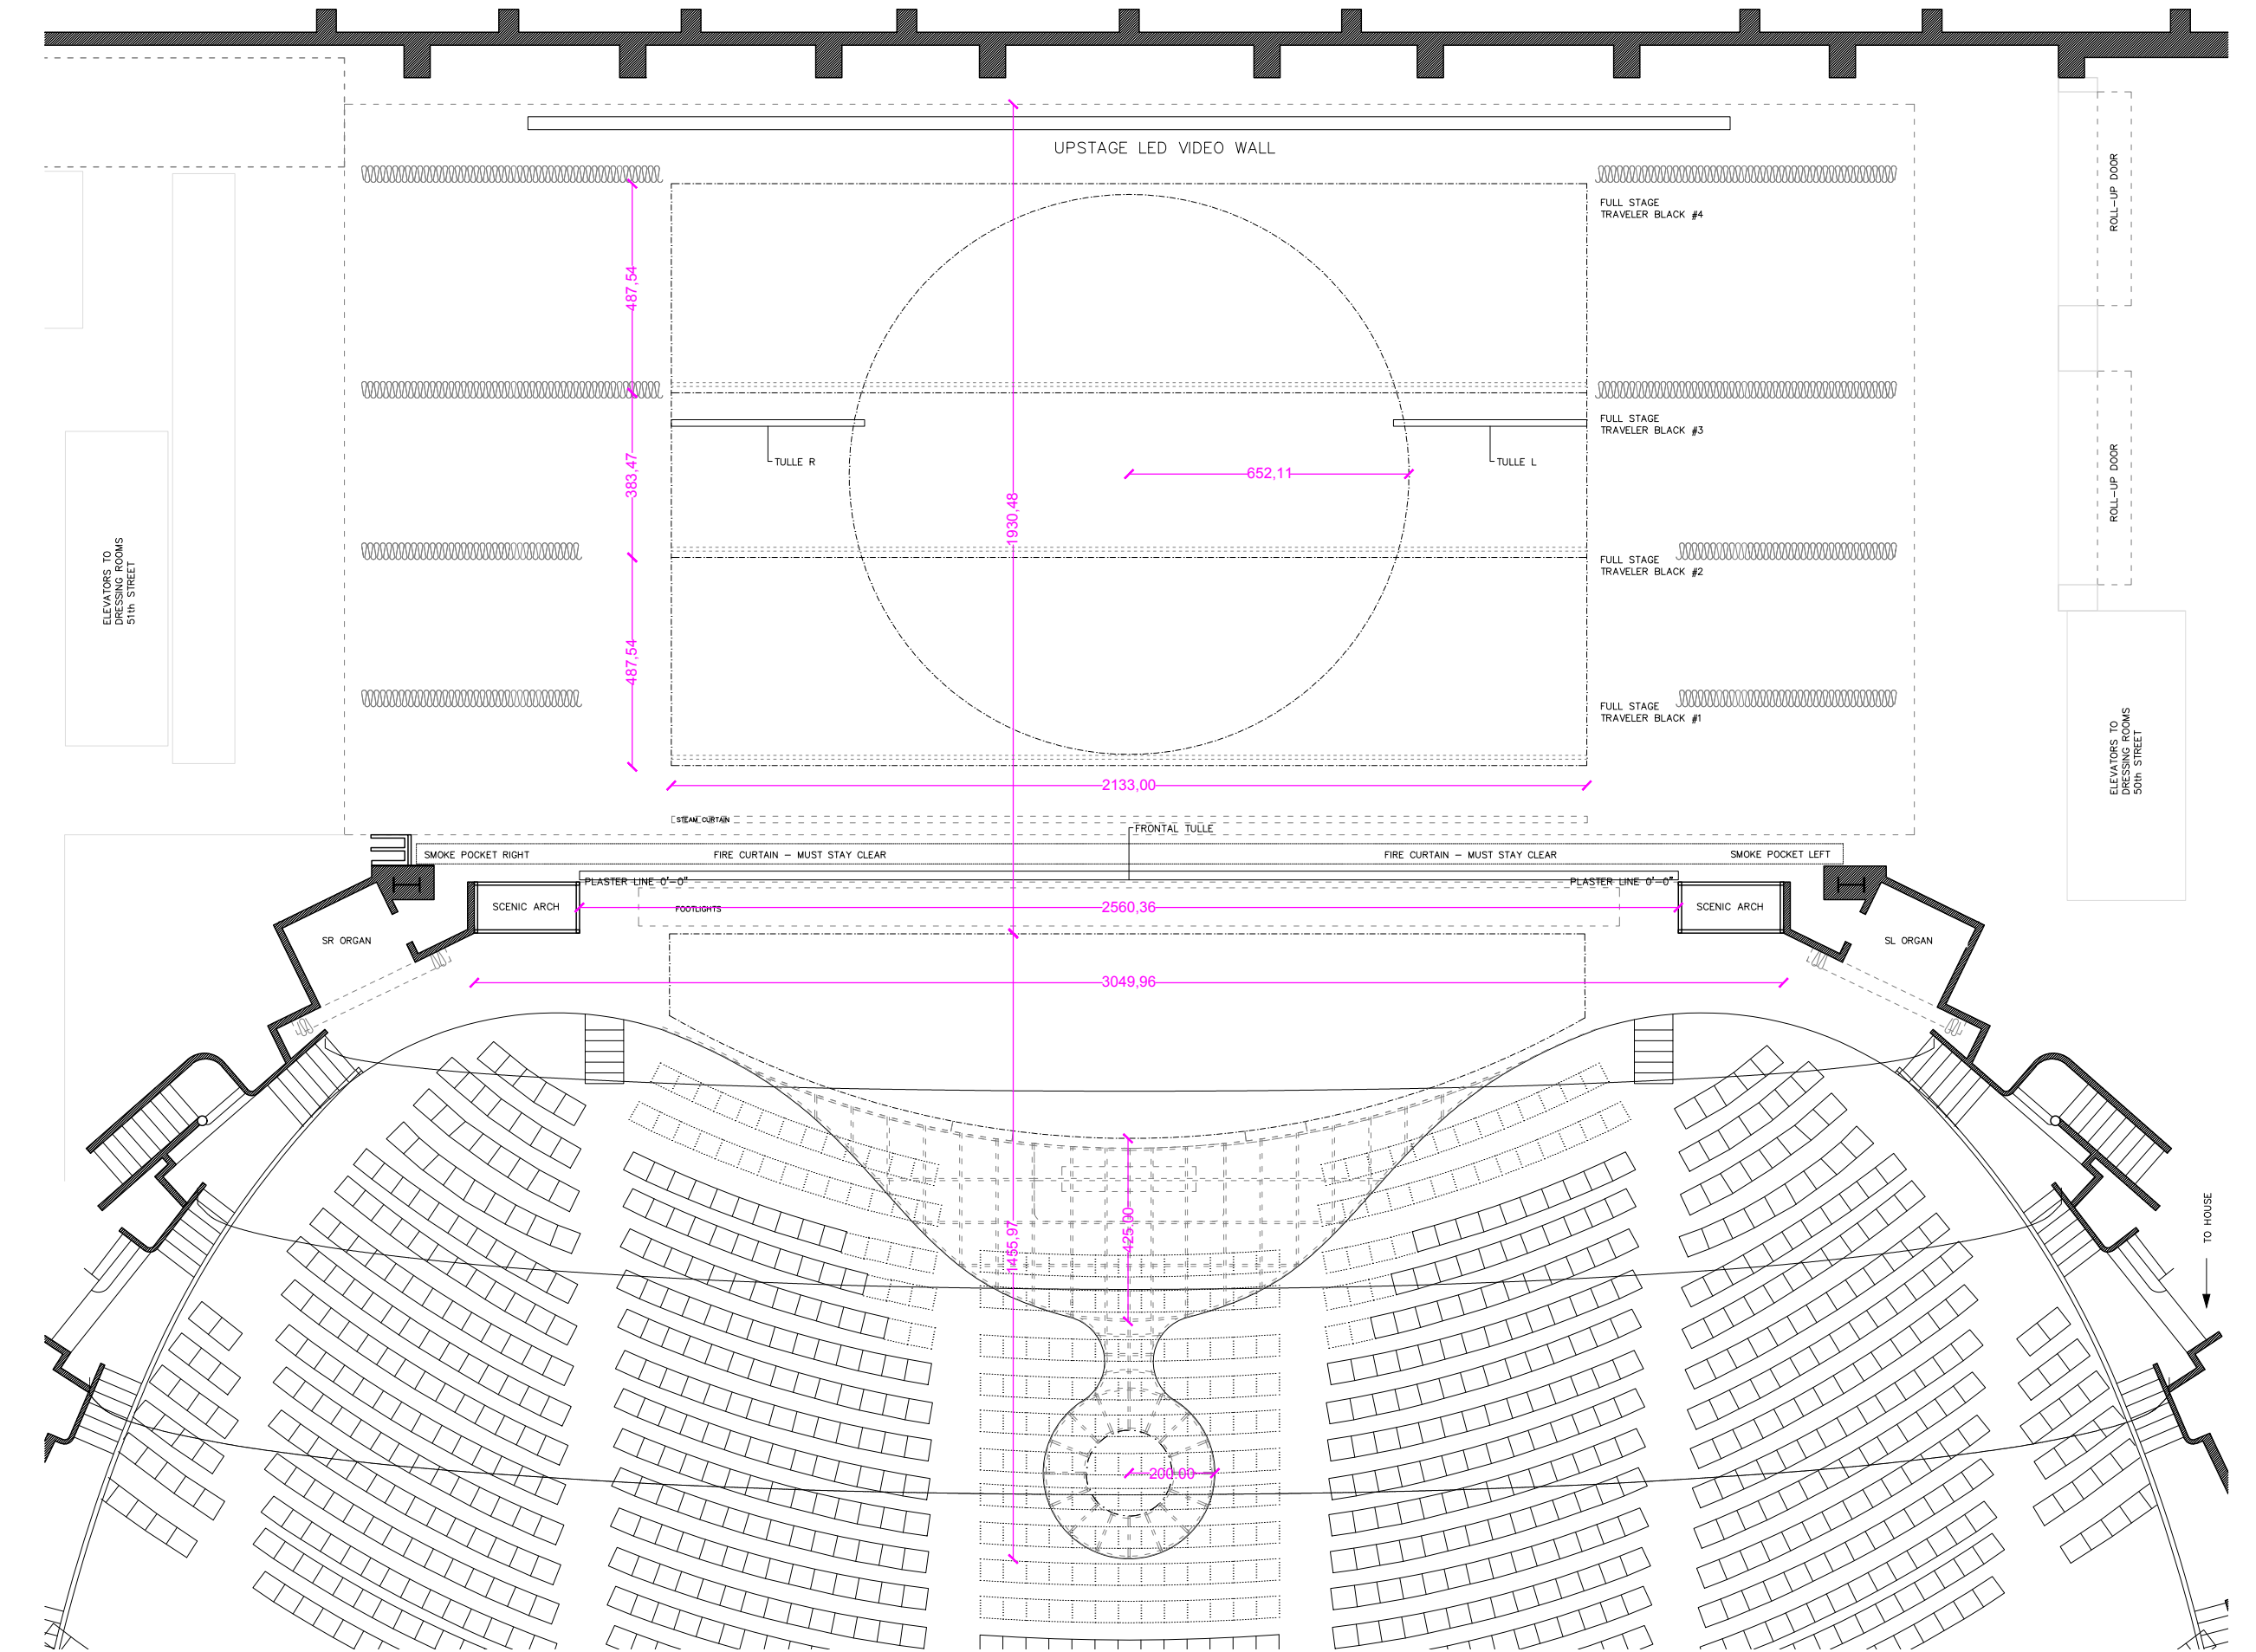 UPSTAGE LED VIDEO WALL
FULL STAGE
TRAVELER BLACK #4
ROLL-UP DOOR
487,54
FULL STAGE
TRAVELER BLACK #3
TULLE R
TULLE L
652,11
383,47
1930,48
ROLL-UP DOOR
FULL STAGE
TRAVELER BLACK #2
ELEVATORS TO
DRESSING ROOMS
51th STREET
487,54
FULL STAGE
TRAVELER BLACK #1
ELEVATORS TO
DRESSING ROOMS
50th STREET
2133,00
STEAM CURTAIN
FRONTAL TULLE
SMOKE POCKET RIGHT
FIRE CURTAIN – MUST STAY CLEAR
FIRE CURTAIN – MUST STAY CLEAR
SMOKE POCKET LEFT
PLASTER LINE 0'-0"
PLASTER LINE 0'-0"
SCENIC ARCH
FOOTLIGHTS
2560,36
SCENIC ARCH
SR ORGAN
SL ORGAN
3049,96
1455,97
425,00
TO HOUSE
200,00